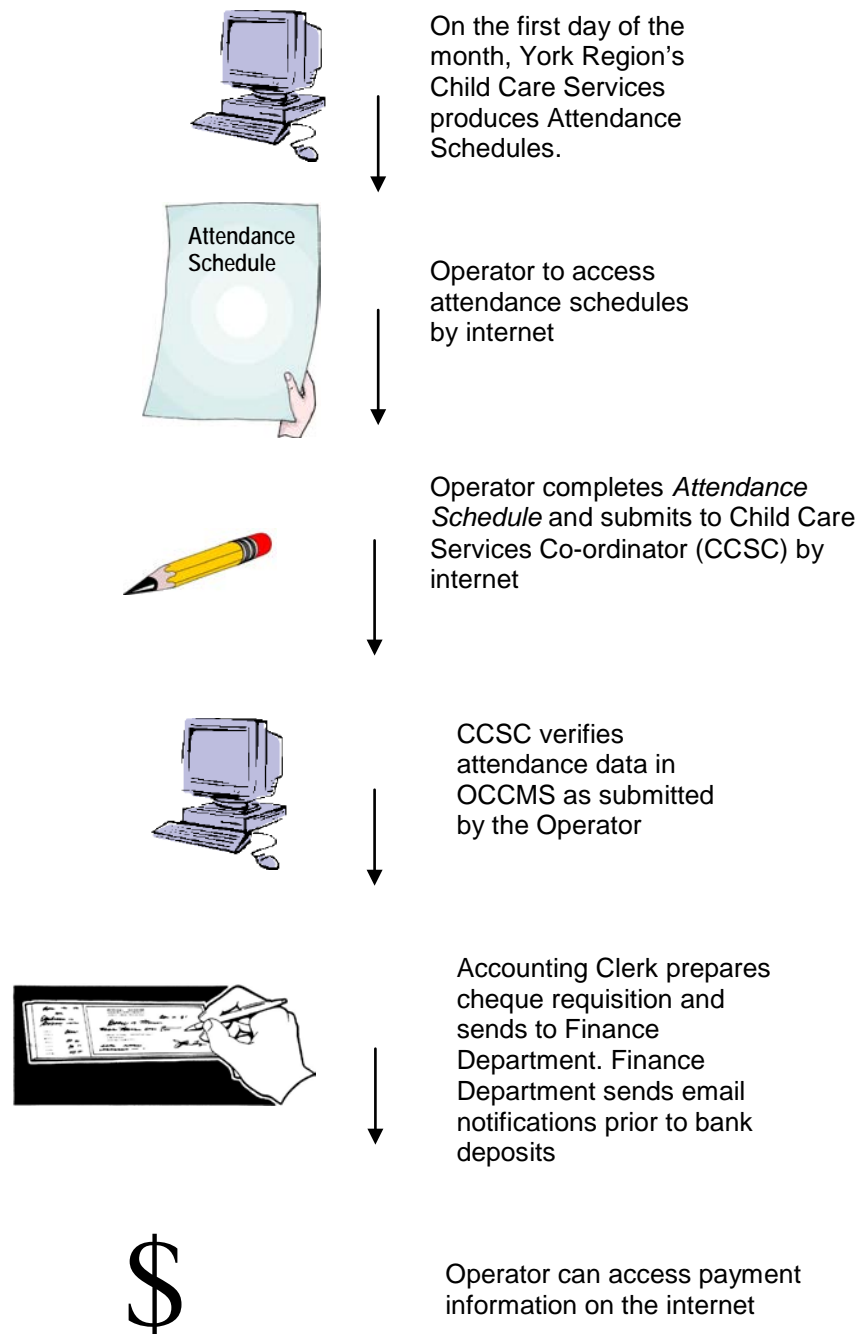 On the first day of the
month, York Region’s
Child Care Services
produces Attendance
Schedules.
Attendance
Schedule
Operator to access
attendance schedules
by internet
Operator completes Attendance
Schedule and submits to Child Care
Services Co-ordinator (CCSC) by
internet
CCSC verifies
attendance data in
OCCMS as submitted
by the Operator
Accounting Clerk prepares
cheque requisition and
sends to Finance
Department. Finance
Department sends email
notifications prior to bank
deposits
$
Operator can access payment
information on the internet